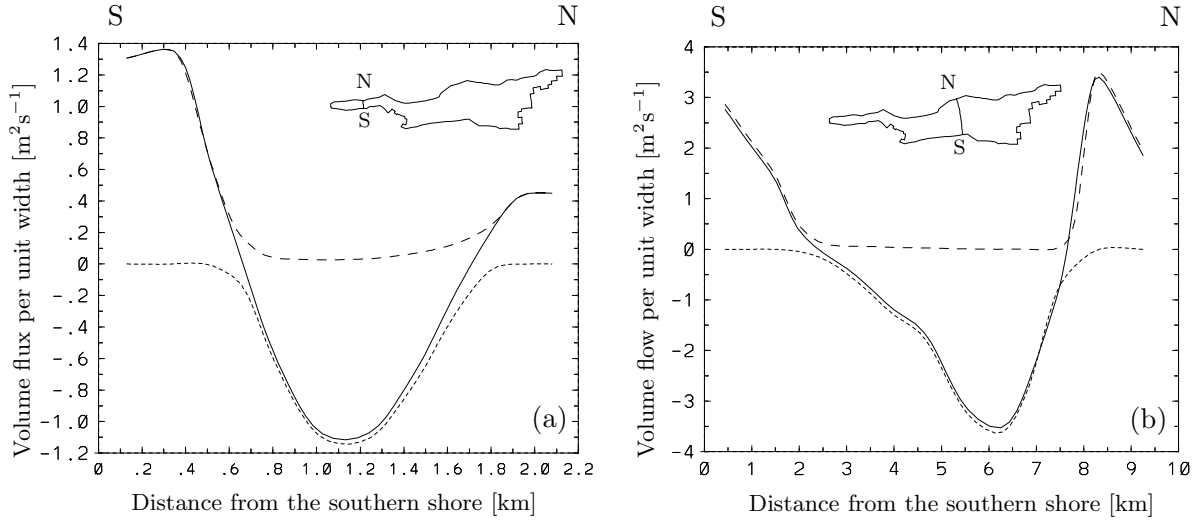 S N
Volume flux per unit width [m²s⁻¹]
1.4
1.2
1.0
.8
.6
.4
.2
0
-.2
-.4
-.6
-.8
-1.0
-1.2
N
S
(a)
0 .2 .4 .6 .8 1.0 1.2 1.4 1.6 1.8 2.0 2.2
Distance from the southern shore [km]
S N
Volume flow per unit width [m²s⁻¹]
4
3
2
1
0
-1
-2
-3
-4
N
S
(b)
0 1 2 3 4 5 6 7 8 9 10
Distance from the southern shore [km]